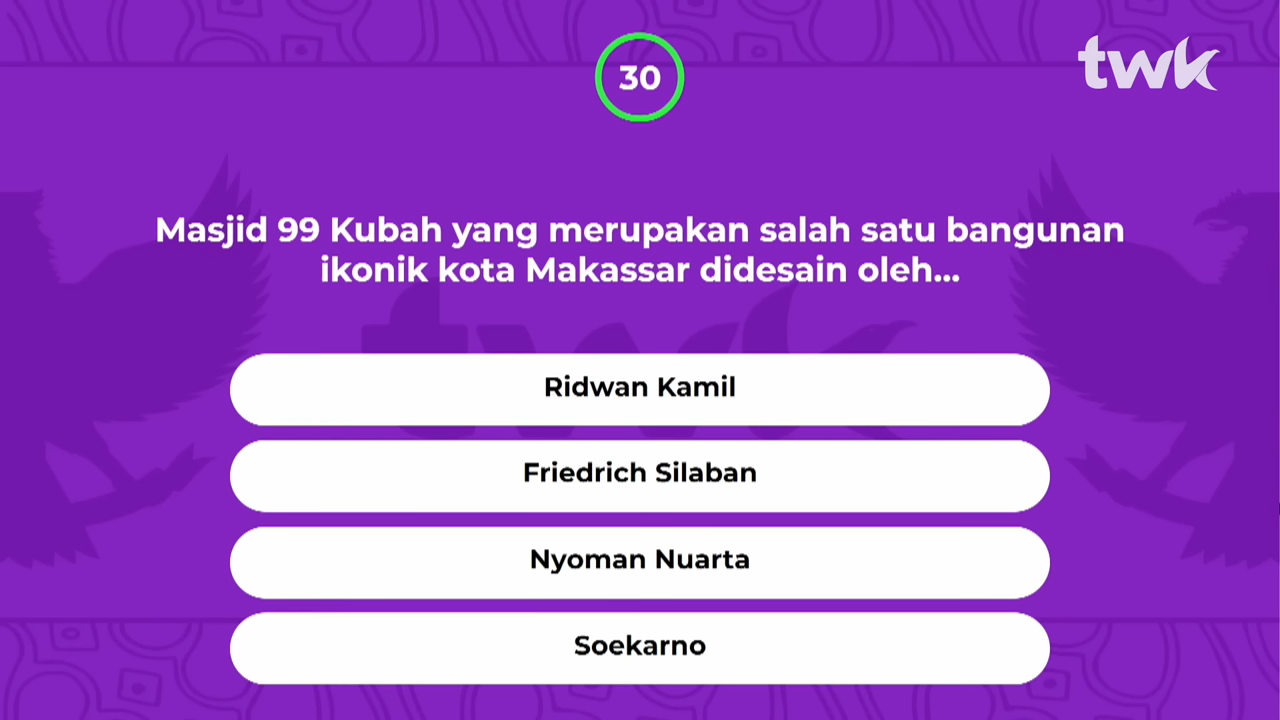 30
twk
Masjid 99 Kubah yang merupakan salah satu bangunan
ikonik kota Makassar didesain oleh...
twk
Ridwan Kamil
Friedrich Silaban
Nyoman Nuarta
Soekarno